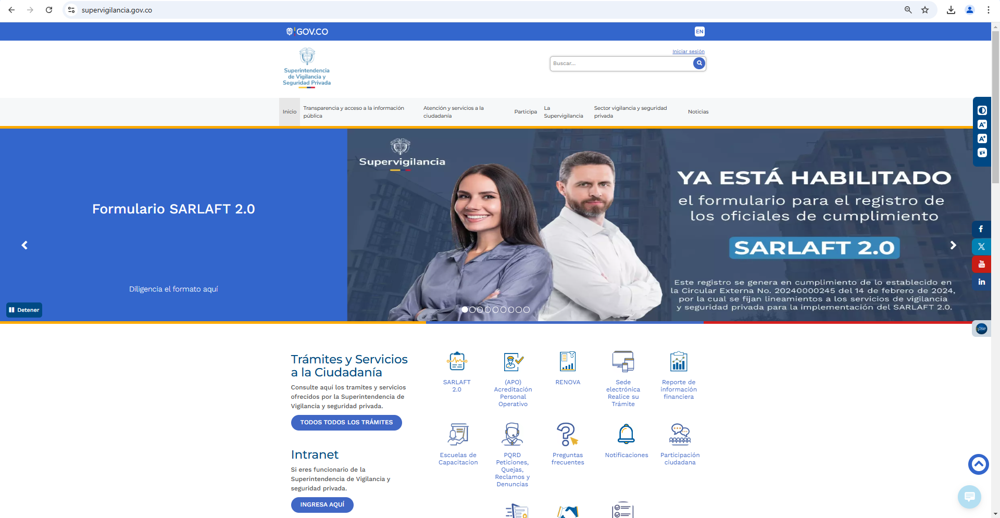 supervigilancia.gov.co
GOV.CO
EN
Superintendencia
de Vigilancia y
Seguridad Privada
Iniciar sesión
Buscar...
Inicio
Transparencia y acceso a la información
pública
Atención y servicios a la
ciudadanía
Participa
La
Supervigilancia
Sector vigilancia y seguridad
privada
Noticias
A-
A+
Formulario SARLAFT 2.0
Diligencia el formato aquí
Detener
Supervigilancia
YA ESTÁ HABILITADO
el formulario para el registro de
los oficiales de cumplimiento
SARLAFT 2.0
Este registro se genera en cumplimiento de lo establecido en
la Circular Externa No. 20240000245 del 14 de febrero de 2024,
por la cual se fijan lineamientos a los servicios de vigilancia
y seguridad privada para la implementación del SARLAFT 2.0.
You
Tube
in
pse
Trámites y Servicios
a la Ciudadanía
Consulte aquí los tramites y servicios
ofrecidos por la Superintendencia de
Vigilancia y seguridad privada.
TODOS TODOS LOS TRÁMITES
Intranet
Si eres funcionario de la
Superintendencia de Vigilancia y
seguridad privada.
INGRESA AQUÍ
SARLAFT
2.0
(APO)
Acreditación
Personal
Operativo
RENOVA
Sede
electrónica
Realice su
Trámite
Reporte de
información
financiera
Escuelas de
Capacitacion
PQRD
Peticiones,
Quejas,
Reclamos y
Denuncias
Preguntas
frecuentes
Notificaciones
Participación
ciudadana